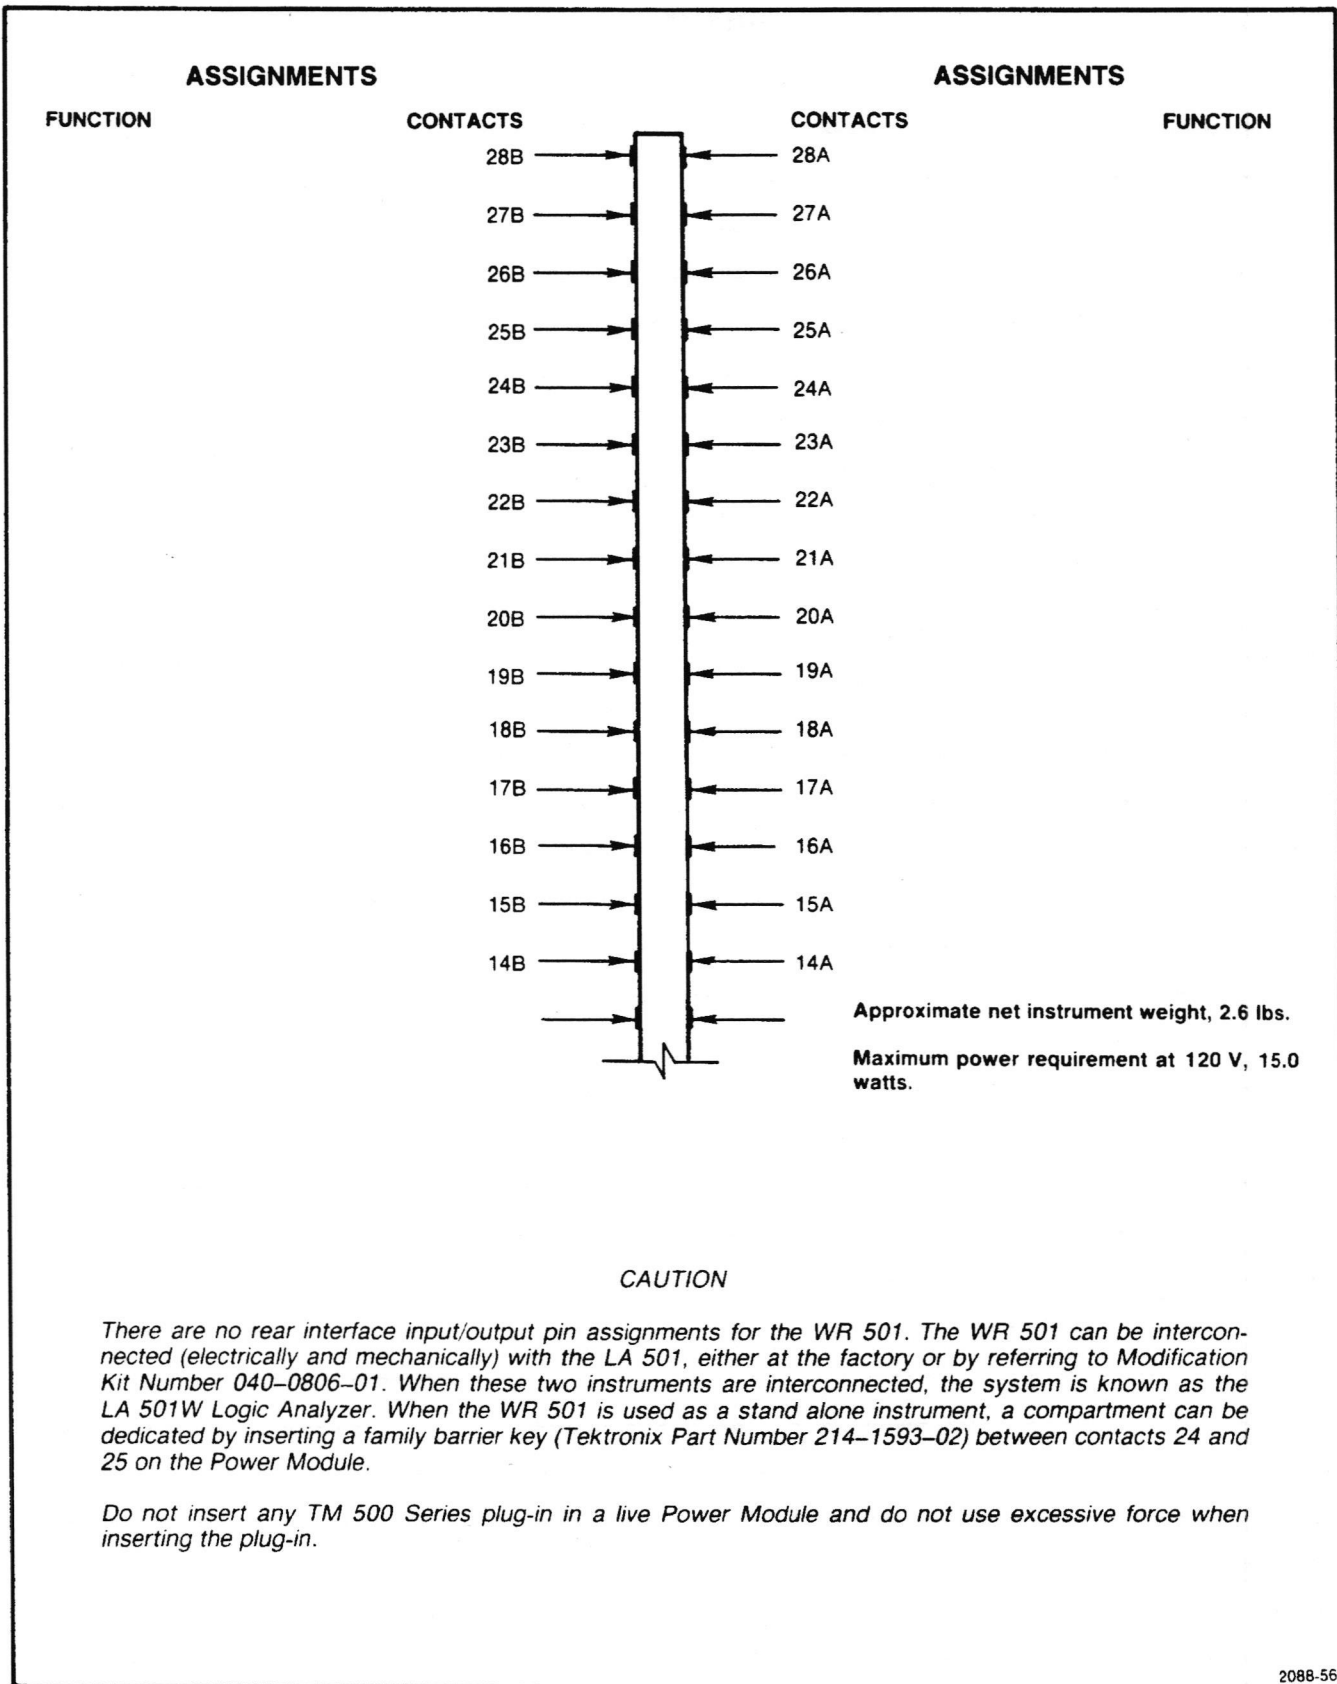 ASSIGNMENTS ASSIGNMENTS
FUNCTION CONTACTS CONTACTS FUNCTION
28B 28A
27B 27A
26B 26A
25B 25A
24B 24A
23B 23A
22B 22A
21B 21A
20B 20A
19B 19A
18B 18A
17B 17A
16B 16A
15B 15A
14B 14A
Approximate net instrument weight, 2.6 lbs.
Maximum power requirement at 120 V, 15.0
watts.
CAUTION
There are no rear interface input/output pin assignments for the WR 501. The WR 501 can be intercon-
nected (electrically and mechanically) with the LA 501, either at the factory or by referring to Modification
Kit Number 040–0806–01. When these two instruments are interconnected, the system is known as the
LA 501W Logic Analyzer. When the WR 501 is used as a stand alone instrument, a compartment can be
dedicated by inserting a family barrier key (Tektronix Part Number 214–1593–02) between contacts 24 and
25 on the Power Module.
Do not insert any TM 500 Series plug-in in a live Power Module and do not use excessive force when
inserting the plug-in.
2088-56